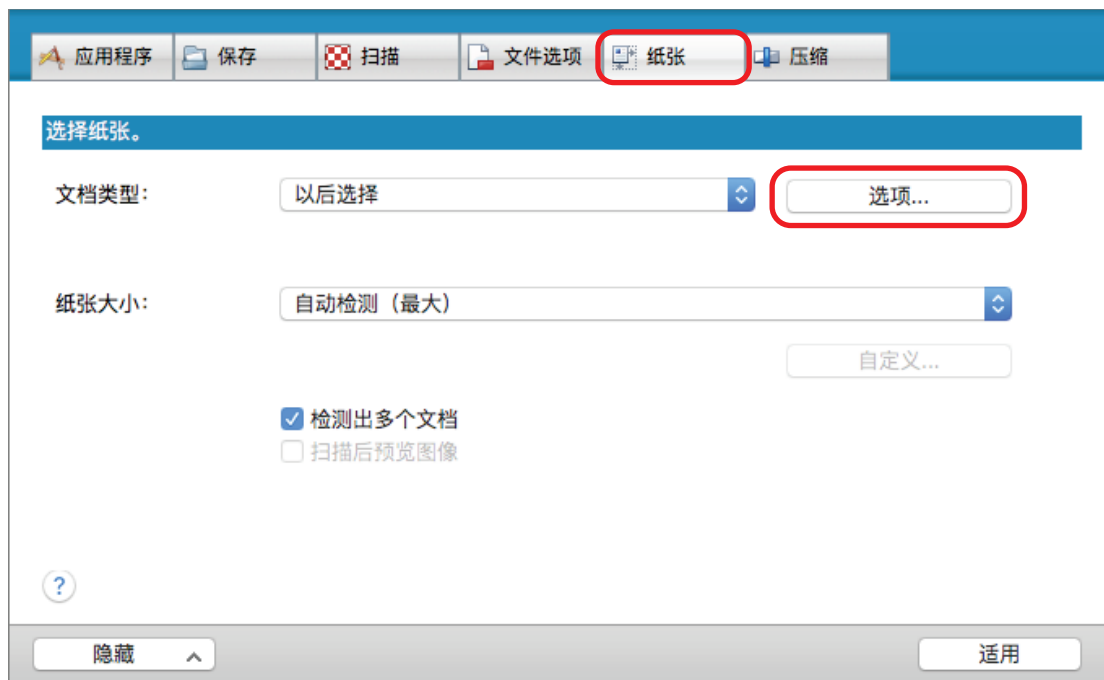 应用程序 保存 扫描 文件选项 纸张 压缩
选择纸张。
文档类型: 以后选择 选项...
纸张大小: 自动检测（最大）
自定义...
检测出多个文档
扫描后预览图像
?
隐藏 适用